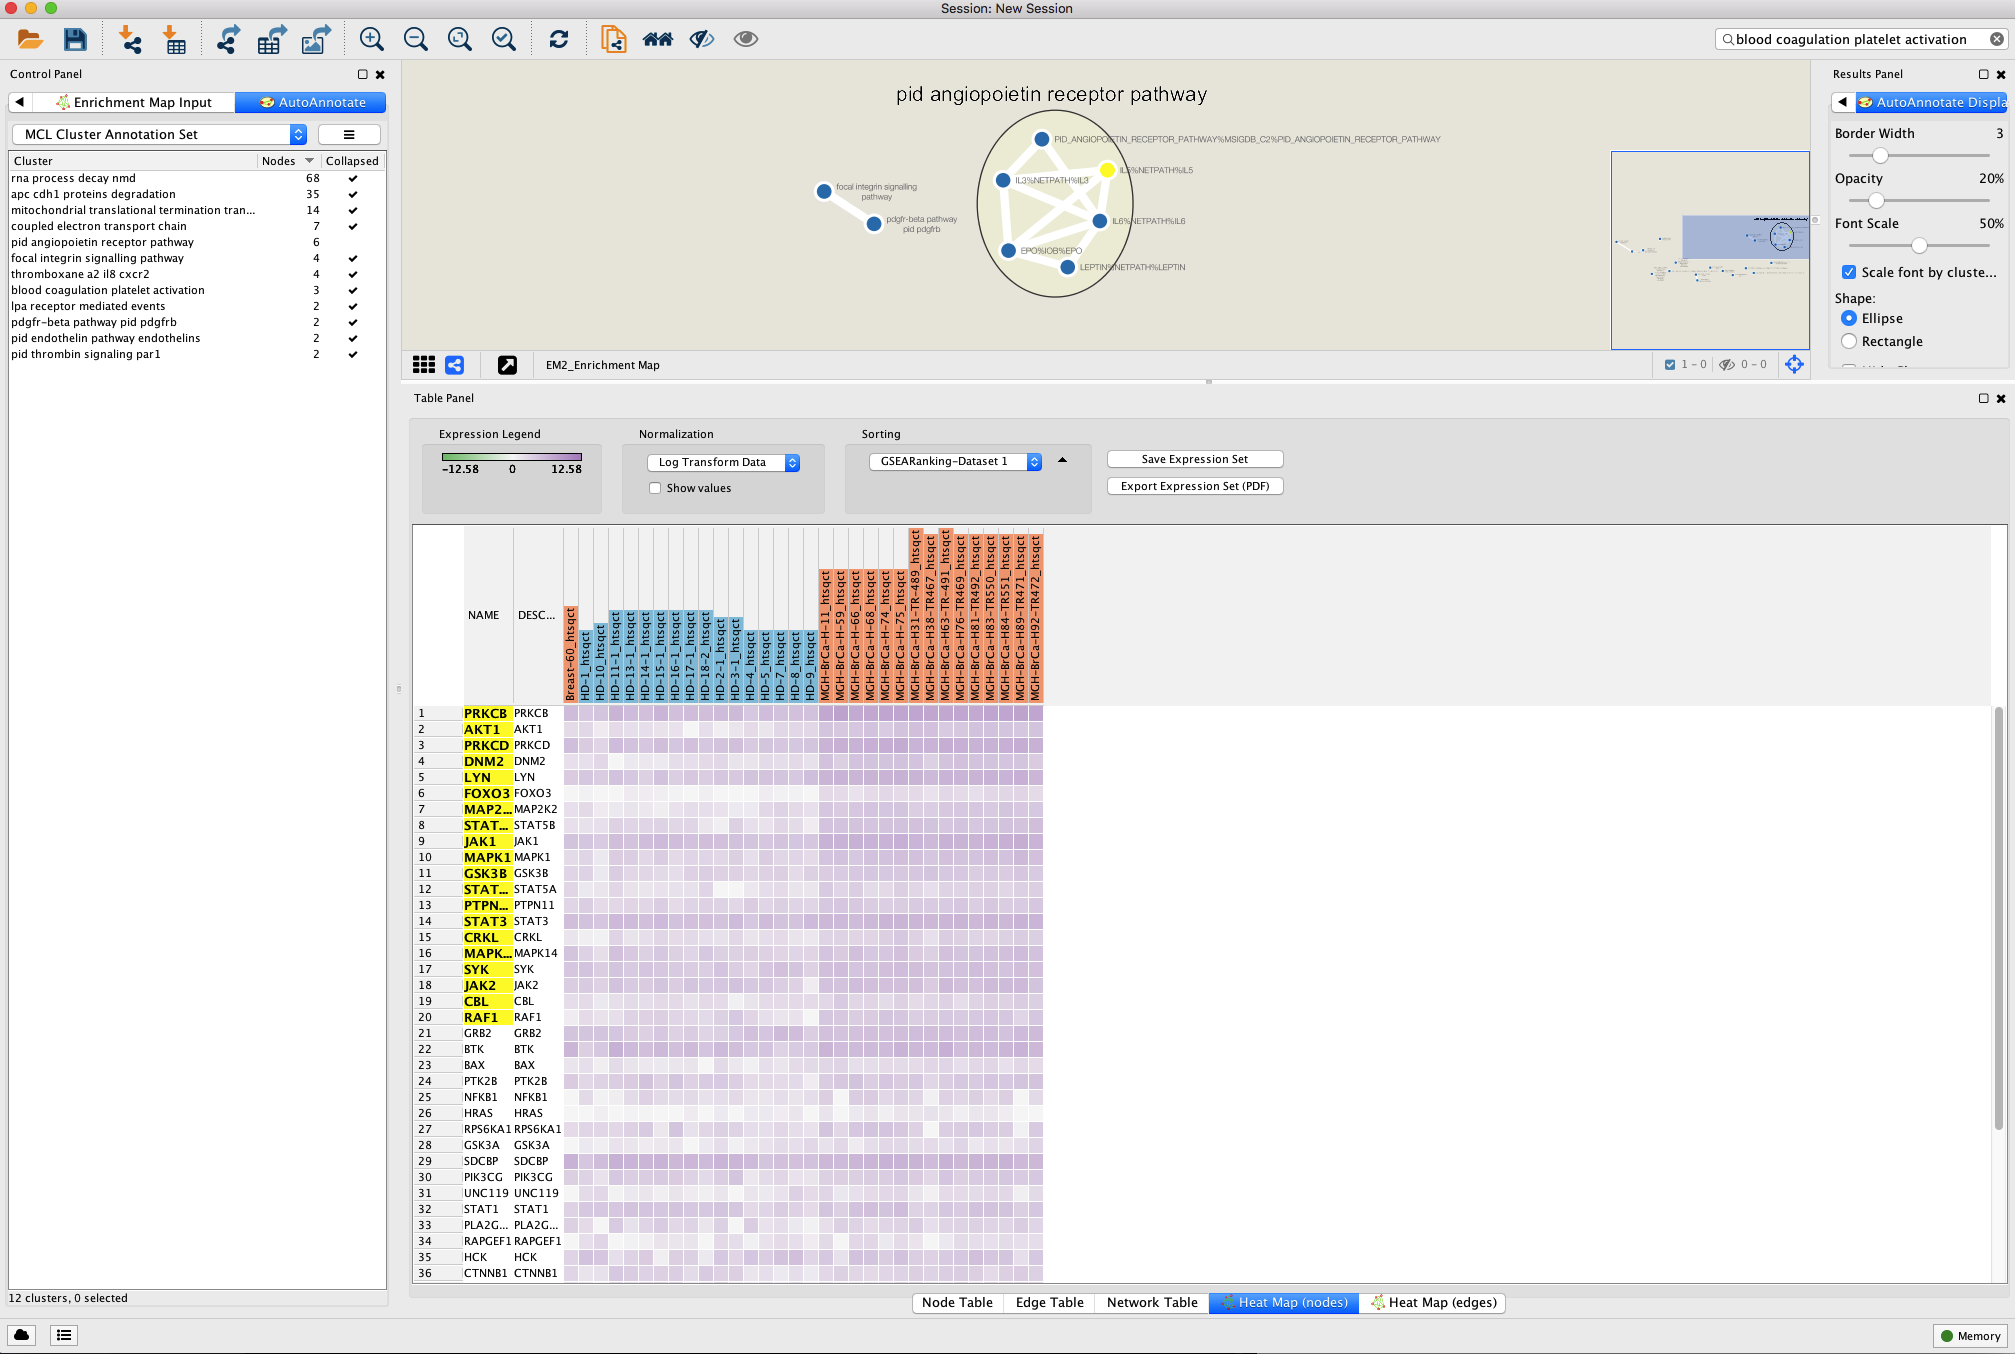 Session: New Session
blood coagulation platelet activation
Control Panel
Enrichment Map Input
AutoAnnotate
MCL Cluster Annotation Set
Cluster Nodes Collapsed
rna process decay nmd 68
apc cdh1 proteins degradation 35
mitochondrial translational termination tran... 14
coupled electron transport chain 7
pid angiopoietin receptor pathway 6
focal integrin signalling pathway 4
thromboxane a2 il8 cxcr2 4
blood coagulation platelet activation 3
lpa receptor mediated events 2
pdgfr-beta pathway pid pdgfrb 2
pid endothelin pathway endothelins 2
pid thrombin signaling par1 2
12 clusters, 0 selected
pid angiopoietin receptor pathway
PID_ANGIOPOIETIN_RECEPTOR_PATHWAY%MSIGDB_C2%PID_ANGIOPOIETIN_RECEPTOR_PATHWAY
IL5%NETPATH%IL5
IL3%NETPATH%IL3
focal integrin signalling
pathway
pdgfr-beta pathway
pid pdgfrb
IL6%NETPATH%IL6
EPO%IOB%EPO
LEPTIN%NETPATH%LEPTIN
EM2_Enrichment Map
1 - 0
0 - 0
Results Panel
AutoAnnotate Displa
Border Width 3
Opacity 20%
Font Scale 50%
Scale font by cluste...
Shape:
Ellipse
Rectangle
Table Panel
Expression Legend
-12.58 0 12.58
Normalization
Log Transform Data
Show values
Sorting
GSEARanking-Dataset 1
Save Expression Set
Export Expression Set (PDF)
NAME DESC...
Breast-60_htsqct
HD-1_htsqct
HD-10_htsqct
HD-11-1_htsqct
HD-13-1_htsqct
HD-14-1_htsqct
HD-15-1_htsqct
HD-16-1_htsqct
HD-17-1_htsqct
HD-18-2_htsqct
HD-2-1_htsqct
HD-3-1_htsqct
HD-4_htsqct
HD-5_htsqct
HD-7_htsqct
HD-8_htsqct
HD-9_htsqct
MGH-BrCa-H-11_htsqct
MGH-BrCa-H-59_htsqct
MGH-BrCa-H-66_htsqct
MGH-BrCa-H-68_htsqct
MGH-BrCa-H-74_htsqct
MGH-BrCa-H-75_htsqct
MGH-BrCa-H31-TR-489_htsqct
MGH-BrCa-H38-TR467_htsqct
MGH-BrCa-H63-TR-491_htsqct
MGH-BrCa-H76-TR469_htsqct
MGH-BrCa-H81-TR492_htsqct
MGH-BrCa-H83-TR550_htsqct
MGH-BrCa-H84-TR551_htsqct
MGH-BrCa-H89-TR471_htsqct
MGH-BrCa-H92-TR472_htsqct
1 PRKCB PRKCB
2 AKT1 AKT1
3 PRKCD PRKCD
4 DNM2 DNM2
5 LYN LYN
6 FOXO3 FOXO3
7 MAP2... MAP2K2
8 STAT... STAT5B
9 JAK1 JAK1
10 MAPK1 MAPK1
11 GSK3B GSK3B
12 STAT... STAT5A
13 PTPN... PTPN11
14 STAT3 STAT3
15 CRKL CRKL
16 MAPK... MAPK14
17 SYK SYK
18 JAK2 JAK2
19 CBL CBL
20 RAF1 RAF1
21 GRB2 GRB2
22 BTK BTK
23 BAX BAX
24 PTK2B PTK2B
25 NFKB1 NFKB1
26 HRAS HRAS
27 RPS6KA1 RPS6KA1
28 GSK3A GSK3A
29 SDCBP SDCBP
30 PIK3CG PIK3CG
31 UNC119 UNC119
32 STAT1 STAT1
33 PLA2G... PLA2G...
34 RAPGEF1 RAPGEF1
35 HCK HCK
36 CTNNB1 CTNNB1
Node Table
Edge Table
Network Table
Heat Map (nodes)
Heat Map (edges)
Memory